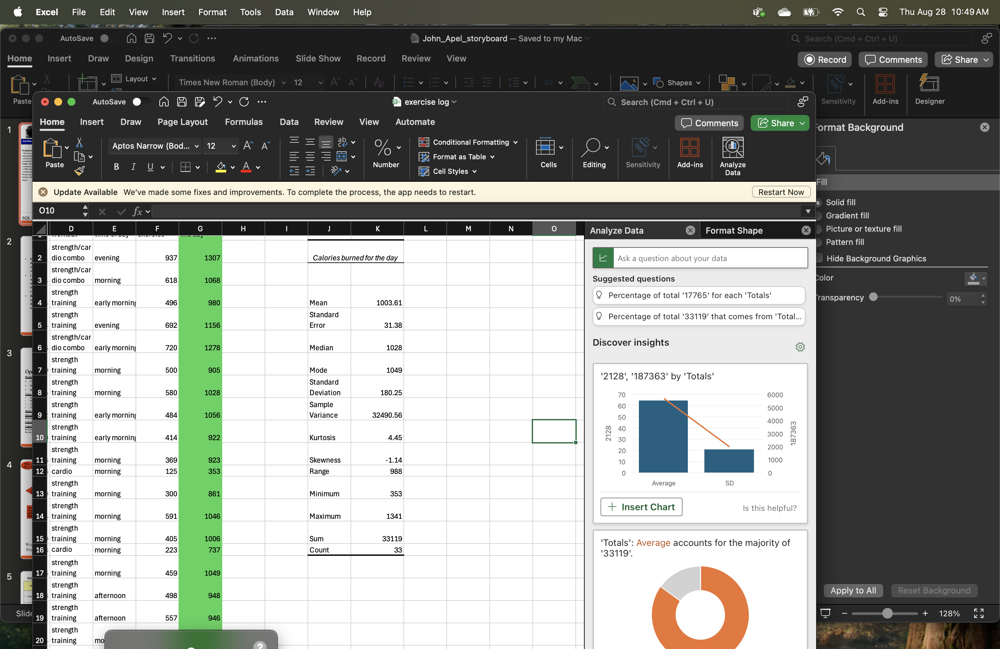 Excel File Edit View Insert Format Tools Data Window Help Thu Aug 28 10:49 AM
AutoSave John_Apel_storyboard — Saved to my Mac Search (Cmd + Ctrl + U)
Home Insert Draw Design Transitions Animations Slide Show Record Review View Record Comments Share
Paste Layout Times New Roman (Body) 12 Shapes Sensitivity Add-ins Designer
AutoSave exercise log Search (Cmd + Ctrl + U)
Home Insert Draw Page Layout Formulas Data Review View Automate Comments Share
Paste Aptos Narrow (Bod... 12 B I U Number
Conditional Formatting
Format as Table
Cell Styles
Cells Editing Sensitivity Add-ins Analyze Data
Update Available We've made some fixes and improvements. To complete the process, the app needs to restart. Restart Now
O10 fx
D E F G H I J K L M N O
2 strength/cardio combo evening 937 1307 Calories burned for the day
3 strength/cardio combo morning 618 1068
4 strength training early morning 496 980 Mean 1003.61
5 strength training evening 692 1156 Standard Error 31.38
6 strength/cardio combo early morning 720 1278 Median 1028
7 strength training morning 500 905 Mode 1049
8 strength training morning 580 1028 Standard Deviation 180.25
9 strength training early morning 484 1056 Sample Variance 32490.56
10 strength training early morning 414 922 Kurtosis 4.45
11 strength training morning 369 923 Skewness -1.14
12 cardio morning 125 353 Range 988
13 strength training morning 300 861 Minimum 353
14 strength training morning 591 1046 Maximum 1341
15 strength training morning 405 1006 Sum 33119
16 cardio morning 223 737 Count 33
17 strength training morning 459 1049
18 strength training afternoon 498 948
19 strength training afternoon 557 946
20 strength training mo
?
Analyze Data Format Shape
Ask a question about your data
Suggested questions
Percentage of total '17765' for each 'Totals'
Percentage of total '33119' that comes from 'Total...
Discover insights
'2128', '187363' by 'Totals'
70 6000
60 5000
50 4000
40 3000
30 2000
20 1000
10 0
0
2128
187363
Average SD
Insert Chart Is this helpful?
'Totals': Average accounts for the majority of
'33119'.
ormat Background
Fill
Solid fill
Gradient fill
Picture or texture fill
Pattern fill
Hide Background Graphics
Color
Transparency 0%
Apply to All Reset Background
128%
1
Key Dates
SQL
2
3
4
5
Slide